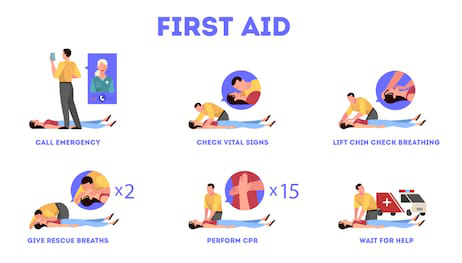 FIRST AID
CALL EMERGENCY
CHECK VITAL SIGNS
LIFT CHIN CHECK BREATHING
x2
x15
GIVE RESCUE BREATHS
PERFORM CPR
WAIT FOR HELP